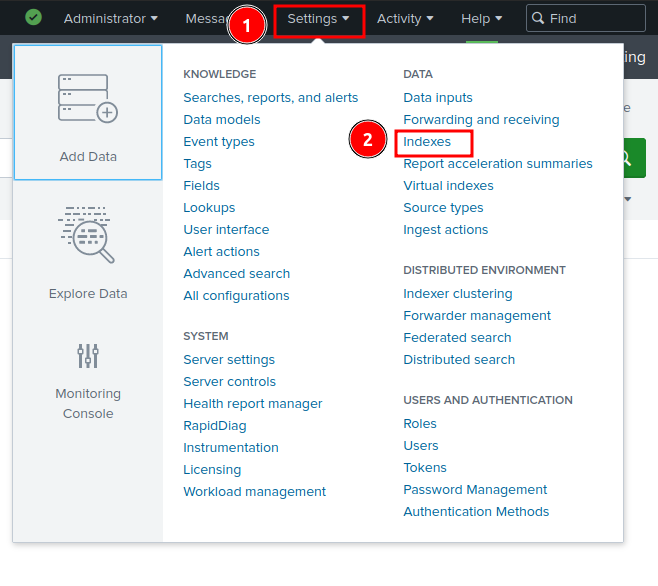 Administrator
Messa
1
Settings
Activity
Help
Find
ing
Add Data
Explore Data
Monitoring
Console
KNOWLEDGE
Searches, reports, and alerts
Data models
Event types
Tags
Fields
Lookups
User interface
Alert actions
Advanced search
All configurations
SYSTEM
Server settings
Server controls
Health report manager
RapidDiag
Instrumentation
Licensing
Workload management
DATA
Data inputs
Forwarding and receiving
2
Indexes
Report acceleration summaries
Virtual indexes
Source types
Ingest actions
DISTRIBUTED ENVIRONMENT
Indexer clustering
Forwarder management
Federated search
Distributed search
USERS AND AUTHENTICATION
Roles
Users
Tokens
Password Management
Authentication Methods
e